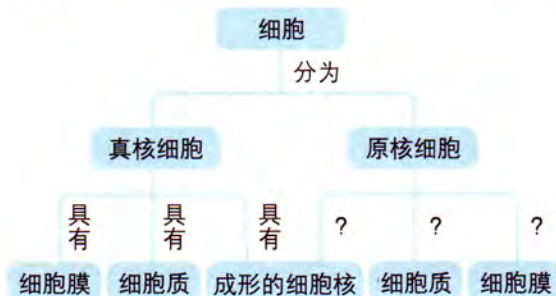 细胞
分为
真核细胞 原核细胞
具有 具有 具有 ? ? ?
细胞膜 细胞质 成形的细胞核 细胞质 细胞膜